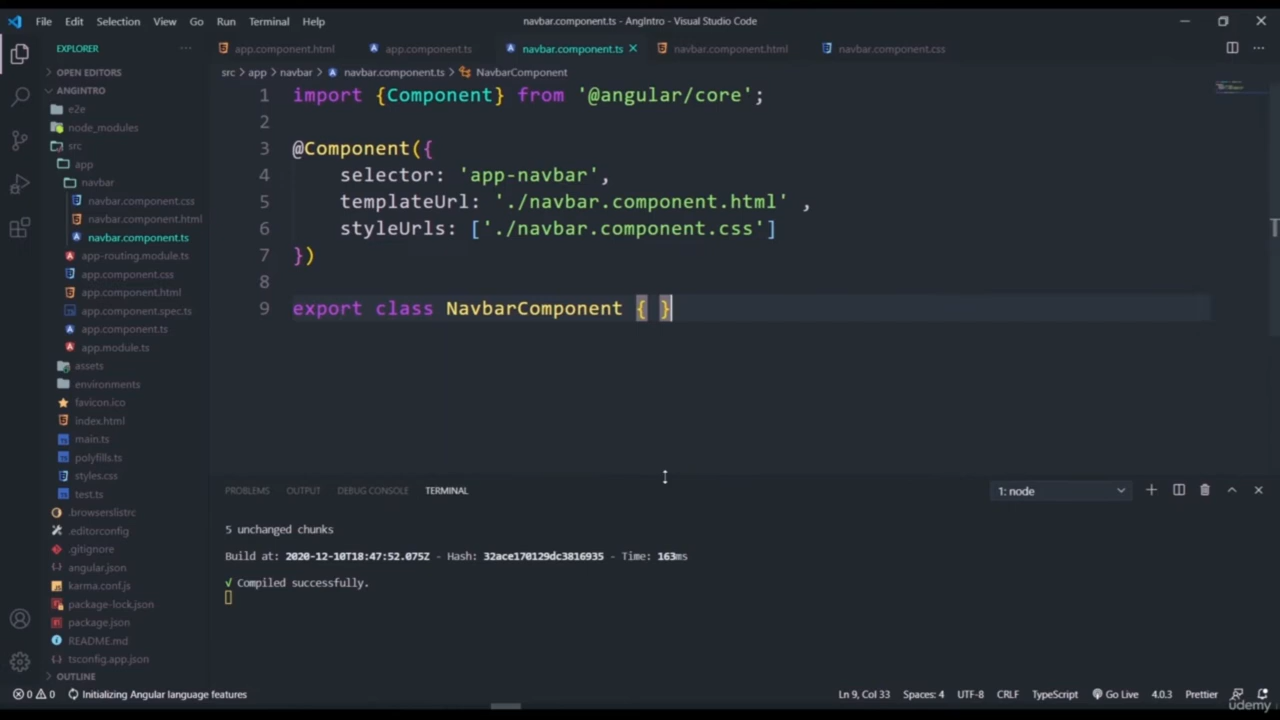 File Edit Selection View Go Run Terminal Help navbar.component.ts - AngIntro - Visual Studio Code
EXPLORER app.component.html app.component.ts navbar.component.ts navbar.component.html navbar.component.css
OPEN EDITORS src > app > navbar > navbar.component.ts > NavbarComponent
ANGINTRO
e2e
node_modules
src
app
navbar
navbar.component.css
navbar.component.html
navbar.component.ts
app-routing.module.ts
app.component.css
app.component.html
app.component.spec.ts
app.component.ts
app.module.ts
assets
environments
favicon.ico
index.html
main.ts
polyfills.ts
styles.css
test.ts
.browserslistrc
.editorconfig
.gitignore
angular.json
karma.conf.js
package-lock.json
package.json
README.md
tsconfig.app.json
OUTLINE
1 import {Component} from '@angular/core';
2
3 @Component({
4 selector: 'app-navbar',
5 templateUrl: './navbar.component.html' ,
6 styleUrls: ['./navbar.component.css']
7 })
8
9 export class NavbarComponent { }
PROBLEMS OUTPUT DEBUG CONSOLE TERMINAL 1: node
5 unchanged chunks
Build at: 2020-12-10T18:47:52.075Z - Hash: 32ace170129dc3816935 - Time: 163ms
√ Compiled successfully.
0 0 Initializing Angular language features Ln 9, Col 33 Spaces: 4 UTF-8 CRLF TypeScript Go Live 4.0.3 Prettier
udemy